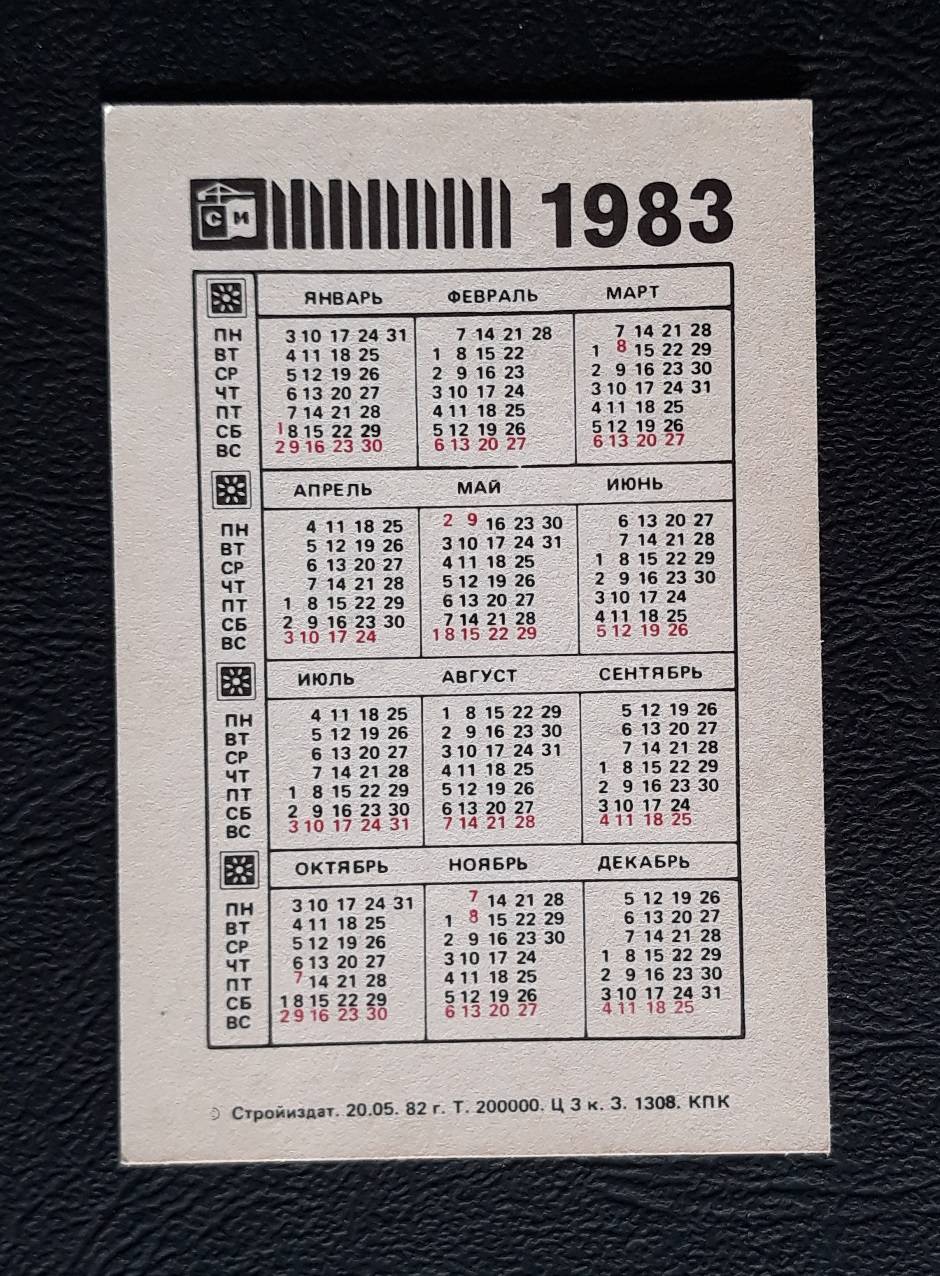 СИ 1983
ЯНВАРЬ ФЕВРАЛЬ МАРТ
ПН 3 10 17 24 31 7 14 21 28 7 14 21 28
ВТ 4 11 18 25 1 8 15 22 1 8 15 22 29
СР 5 12 19 26 2 9 16 23 2 9 16 23 30
ЧТ 6 13 20 27 3 10 17 24 3 10 17 24 31
ПТ 7 14 21 28 4 11 18 25 4 11 18 25
СБ 1 8 15 22 29 5 12 19 26 5 12 19 26
ВС 2 9 16 23 30 6 13 20 27 6 13 20 27
АПРЕЛЬ МАЙ ИЮНЬ
ПН 4 11 18 25 2 9 16 23 30 6 13 20 27
ВТ 5 12 19 26 3 10 17 24 31 7 14 21 28
СР 6 13 20 27 4 11 18 25 1 8 15 22 29
ЧТ 7 14 21 28 5 12 19 26 2 9 16 23 30
ПТ 1 8 15 22 29 6 13 20 27 3 10 17 24
СБ 2 9 16 23 30 7 14 21 28 4 11 18 25
ВС 3 10 17 24 1 8 15 22 29 5 12 19 26
ИЮЛЬ АВГУСТ СЕНТЯБРЬ
ПН 4 11 18 25 1 8 15 22 29 5 12 19 26
ВТ 5 12 19 26 2 9 16 23 30 6 13 20 27
СР 6 13 20 27 3 10 17 24 31 7 14 21 28
ЧТ 7 14 21 28 4 11 18 25 1 8 15 22 29
ПТ 1 8 15 22 29 5 12 19 26 2 9 16 23 30
СБ 2 9 16 23 30 6 13 20 27 3 10 17 24
ВС 3 10 17 24 31 7 14 21 28 4 11 18 25
ОКТЯБРЬ НОЯБРЬ ДЕКАБРЬ
ПН 3 10 17 24 31 7 14 21 28 5 12 19 26
ВТ 4 11 18 25 1 8 15 22 29 6 13 20 27
СР 5 12 19 26 2 9 16 23 30 7 14 21 28
ЧТ 6 13 20 27 3 10 17 24 1 8 15 22 29
ПТ 7 14 21 28 4 11 18 25 2 9 16 23 30
СБ 1 8 15 22 29 5 12 19 26 3 10 17 24 31
ВС 2 9 16 23 30 6 13 20 27 4 11 18 25
© Стройиздат. 20.05. 82 г. Т. 200000. Ц 3 к. З. 1308. КПК